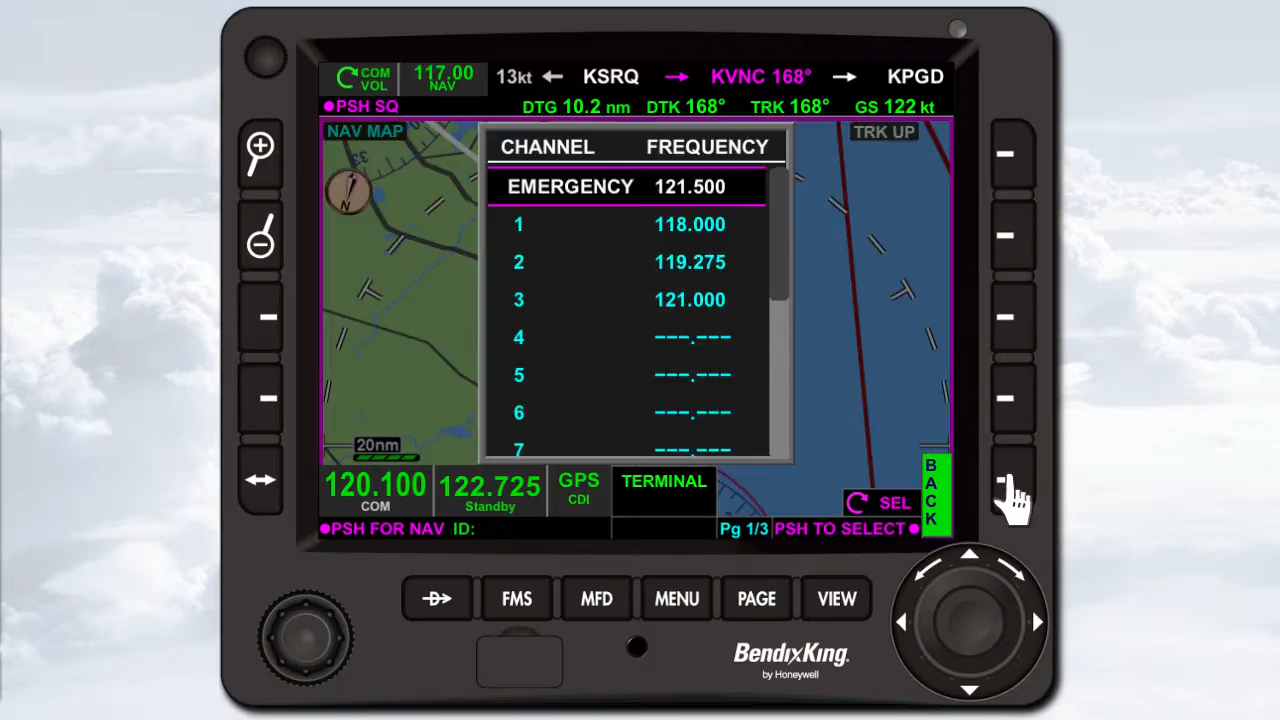 COM VOL 117.00 NAV 13kt KSRQ KVNC 168° KPGD
PSH SQ DTG 10.2 nm DTK 168° TRK 168° GS 122 kt
NAV MAP TRK UP
33
N
CHANNEL FREQUENCY
EMERGENCY 121.500
1 118.000
2 119.275
3 121.000
4 ---.---
5 ---.---
6 ---.---
7 ---.---
20nm
120.100 COM 122.725 Standby GPS CDI TERMINAL
SEL
BACK
PSH FOR NAV ID: Pg 1/3 PSH TO SELECT
D FMS MFD MENU PAGE VIEW
BendixKing.
by Honeywell